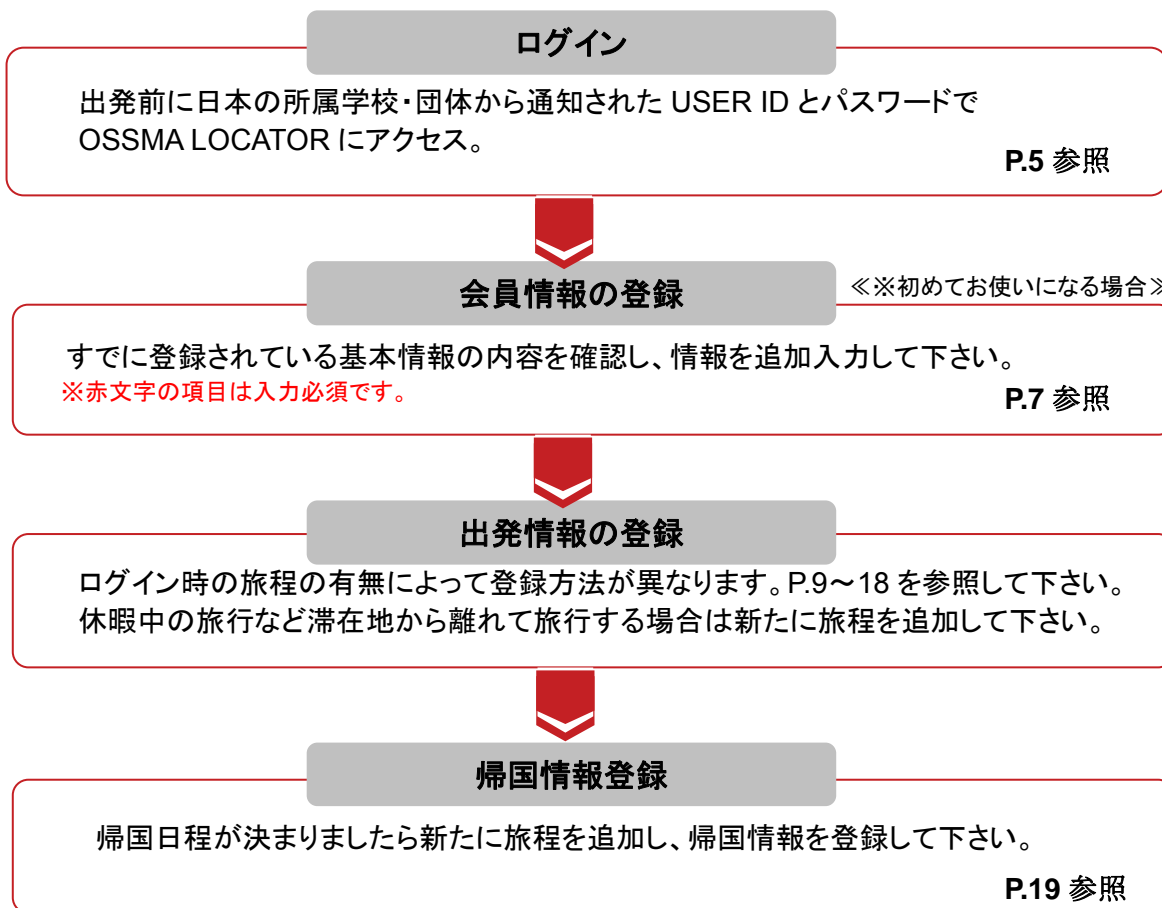 ログイン
出発前に日本の所属学校・団体から通知された USER ID とパスワードで
OSSMA LOCATOR にアクセス。
P.5 参照
会員情報の登録
≪※初めてお使いになる場合≫
すでに登録されている基本情報の内容を確認し、情報を追加入力して下さい。
※赤文字の項目は入力必須です。
P.7 参照
出発情報の登録
ログイン時の旅程の有無によって登録方法が異なります。P.9～18 を参照して下さい。
休暇中の旅行など滞在地から離れて旅行する場合は新たに旅程を追加して下さい。
帰国情報登録
帰国日程が決まりましたら新たに旅程を追加し、帰国情報を登録して下さい。
P.19 参照